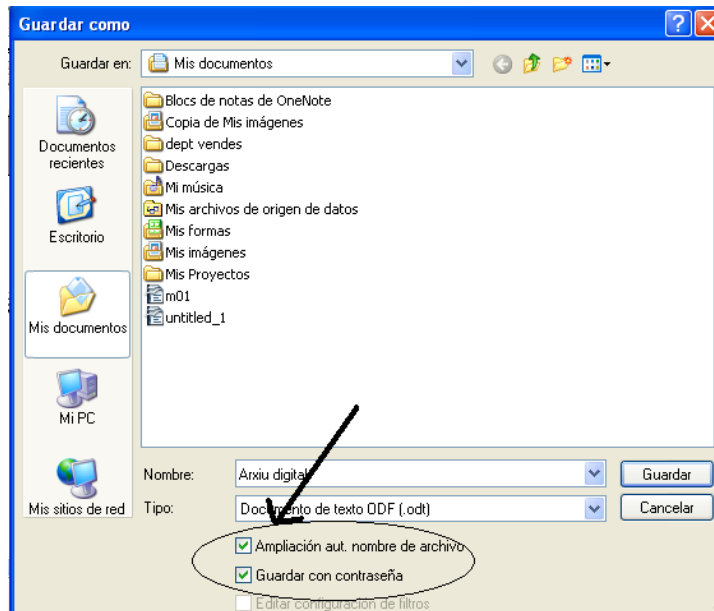 Guardar como
Guardar en:
Mis documentos
Documentos
recientes
Escritorio
Mis documentos
Mi PC
Mis sitios de red
Blocs de notas de OneNote
Copia de Mis imágenes
dept vendes
Descargas
Mi música
Mis archivos de origen de datos
Mis formas
Mis imágenes
Mis Proyectos
m01
untitled_1
Nombre:
Arxiu digital
Guardar
Tipo:
Documento de texto ODF (.odt)
Cancelar
Ampliación aut. nombre de archivo
Guardar con contraseña
Editar configuración de filtros